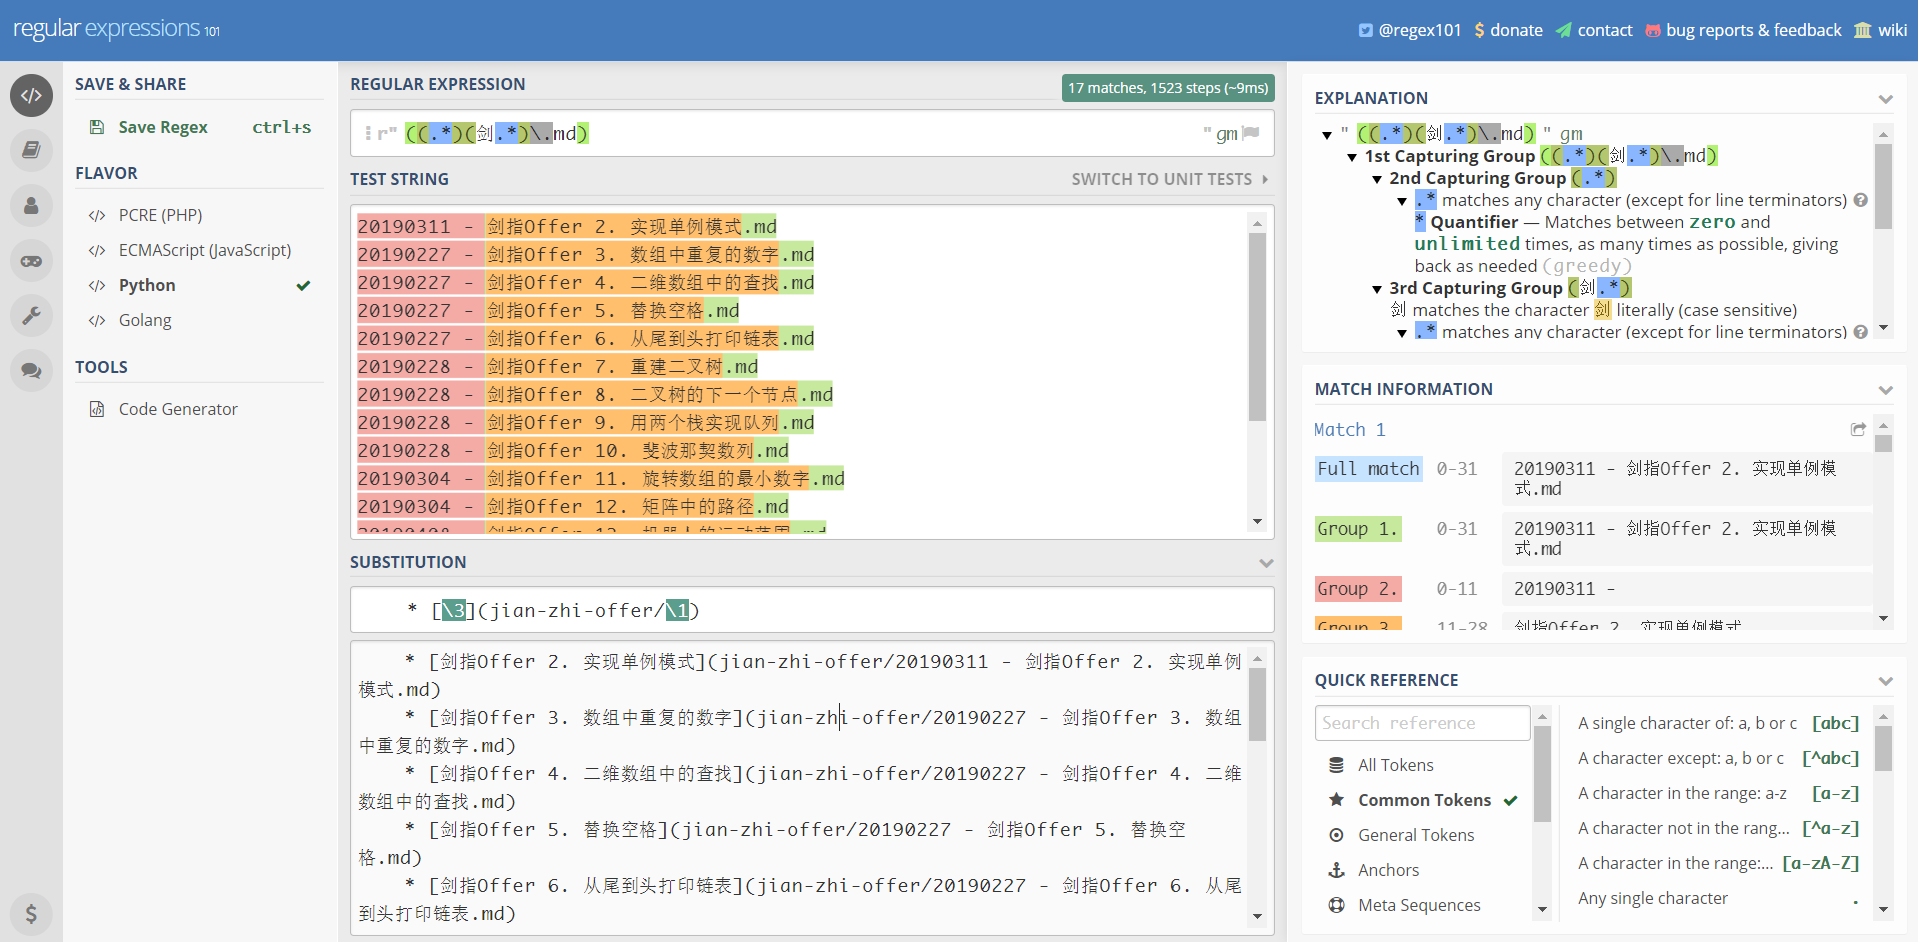 regular expressions 101
@regex101
donate
contact
bug reports & feedback
wiki
SAVE & SHARE
Save Regex ctrl+s
FLAVOR
PCRE (PHP)
ECMAScript (JavaScript)
Python
Golang
TOOLS
Code Generator
REGULAR EXPRESSION
17 matches, 1523 steps (~9ms)
r" ((.*)(剑.*)\.md) " gm
TEST STRING
SWITCH TO UNIT TESTS
20190311 - 剑指Offer 2. 实现单例模式.md
20190227 - 剑指Offer 3. 数组中重复的数字.md
20190227 - 剑指Offer 4. 二维数组中的查找.md
20190227 - 剑指Offer 5. 替换空格.md
20190227 - 剑指Offer 6. 从尾到头打印链表.md
20190228 - 剑指Offer 7. 重建二叉树.md
20190228 - 剑指Offer 8. 二叉树的下一个节点.md
20190228 - 剑指Offer 9. 用两个栈实现队列.md
20190228 - 剑指Offer 10. 斐波那契数列.md
20190304 - 剑指Offer 11. 旋转数组的最小数字.md
20190304 - 剑指Offer 12. 矩阵中的路径.md
SUBSTITUTION
* [\3](jian-zhi-offer/\1)
* [剑指Offer 2. 实现单例模式](jian-zhi-offer/20190311 - 剑指Offer 2. 实现单例
模式.md)
* [剑指Offer 3. 数组中重复的数字](jian-zhi-offer/20190227 - 剑指Offer 3. 数组
中重复的数字.md)
* [剑指Offer 4. 二维数组中的查找](jian-zhi-offer/20190227 - 剑指Offer 4. 二维
数组中的查找.md)
* [剑指Offer 5. 替换空格](jian-zhi-offer/20190227 - 剑指Offer 5. 替换空
格.md)
* [剑指Offer 6. 从尾到头打印链表](jian-zhi-offer/20190227 - 剑指Offer 6. 从尾
到头打印链表.md)
EXPLANATION
" ((.*)(剑.*)\.md) " gm
1st Capturing Group ((.*)(剑.*)\.md)
2nd Capturing Group (.*)
.* matches any character (except for line terminators)
* Quantifier — Matches between zero and
unlimited times, as many times as possible, giving
back as needed (greedy)
3rd Capturing Group (剑.*)
剑 matches the character 剑 literally (case sensitive)
.* matches any character (except for line terminators)
MATCH INFORMATION
Match 1
Full match 0-31 20190311 - 剑指Offer 2. 实现单例模
式.md
Group 1. 0-31 20190311 - 剑指Offer 2. 实现单例模
式.md
Group 2. 0-11 20190311 -
Group 3. 11-28 剑指Offer 2. 实现单例模式
QUICK REFERENCE
Search reference
All Tokens
Common Tokens
General Tokens
Anchors
Meta Sequences
A single character of: a, b or c [abc]
A character except: a, b or c [^abc]
A character in the range: a-z [a-z]
A character not in the rang... [^a-z]
A character in the range:... [a-zA-Z]
Any single character .